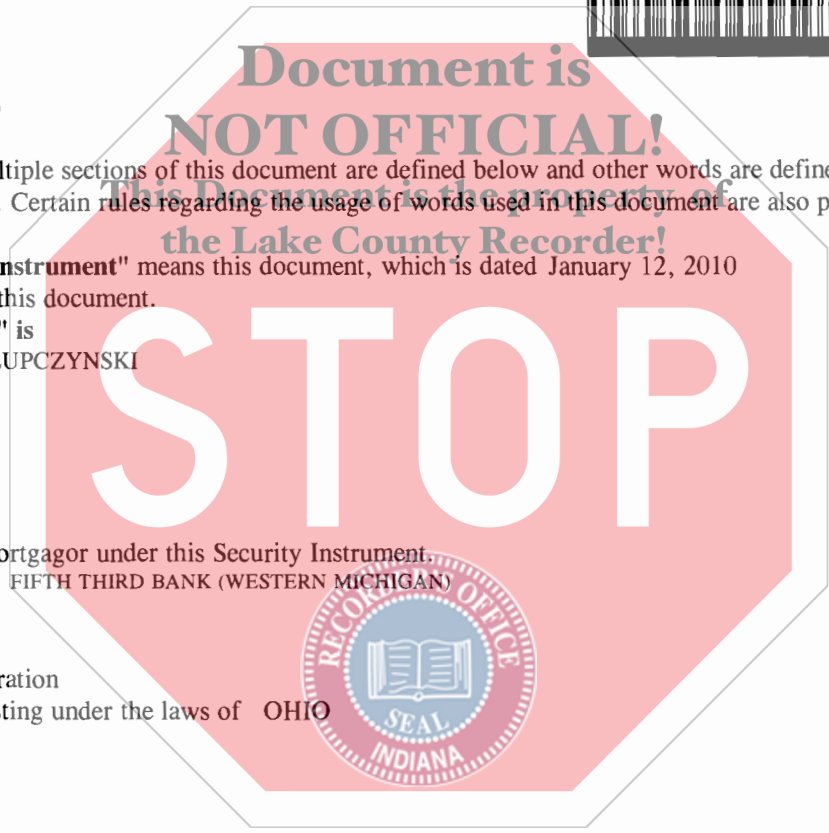 Document is
NOT OFFICIAL!
ltiple sections of this document are defined below and other words are define
This Document is the property of
. Certain rules regarding the usage of words used in this document are also p
the Lake County Recorder!
nstrument" means this document, which is dated January 12, 2010
this document.
" is
UPCZYNSKI
STOP
ortgagor under this Security Instrument.
FIFTH THIRD BANK (WESTERN MICHIGAN)
RECORDERS OFFICE
ration
sting under the laws of OHIO
SEAL
INDIANA